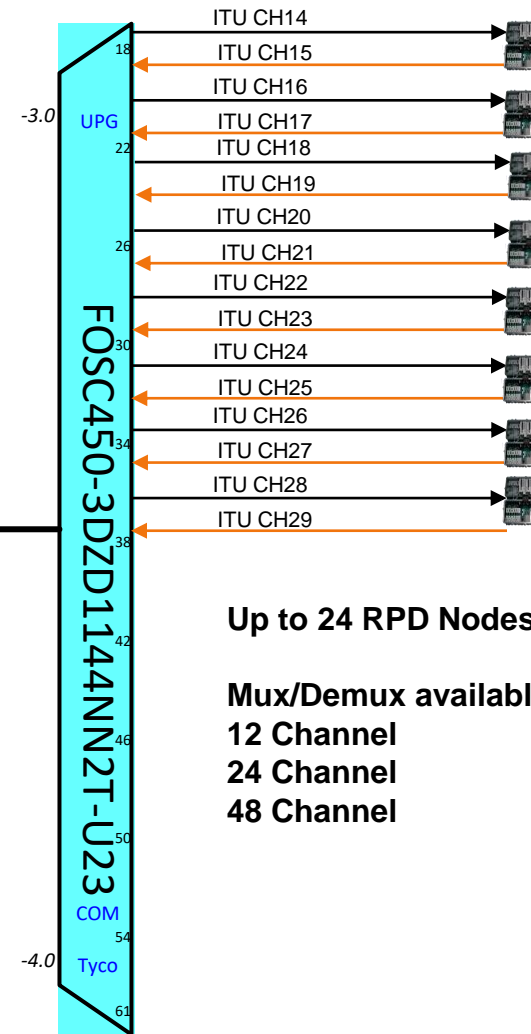 ITU CH14
18
ITU CH15
ITU CH16
-3.0
UPG
ITU CH17
22
ITU CH18
ITU CH19
ITU CH20
26
ITU CH21
ITU CH22
ITU CH23
30
ITU CH24
ITU CH25
ITU CH26
34
ITU CH27
ITU CH28
ITU CH29
38
FOSC450-3DZD1144NN2T-U23
Up to 24 RPD Nodes
42
Mux/Demux availabl
46
12 Channel
24 Channel
48 Channel
50
COM
54
-4.0
Tyco
61